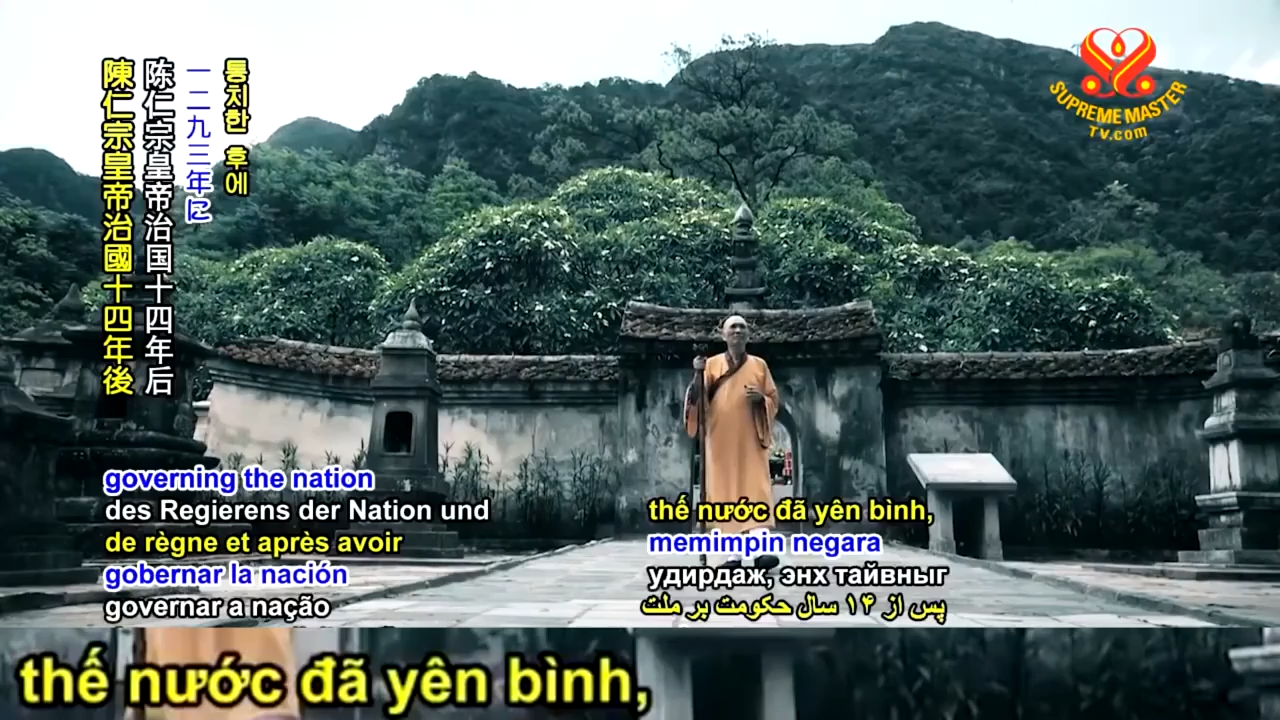 통치한 후에
一二九三年に
陈仁宗皇帝治国十四年后
陳仁宗皇帝治國十四年後
SUPREME MASTER
TV.com
governing the nation
des Regierens der Nation und
de règne et après avoir
gobernar la nación
governar a nação
thế nước đã yên bình,
memimpin negara
удирдаж, энх тайвныг
پس از ۱۴ سال حکومت بر ملت
thế nước đã yên bình,